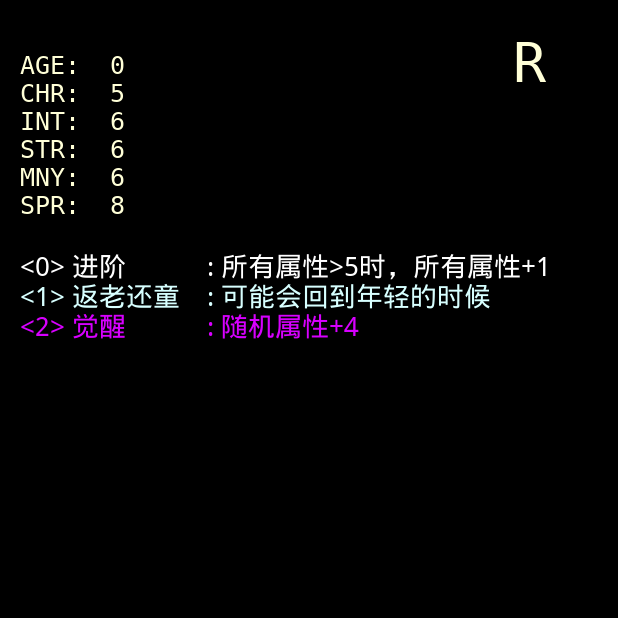 R
AGE: 0
CHR: 5
INT: 6
STR: 6
MNY: 6
SPR: 8
<0> 进阶 : 所有属性>5时，所有属性+1
<1> 返老还童 : 可能会回到年轻的时候
<2> 觉醒 : 随机属性+4